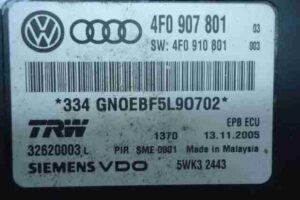 4F0 907 801 03
SW: 4F0 910 801 003
*334 GN0EBF5L90702*
TRW EPB ECU
1370 13.11.2005
32620003 L PIR SME 0001 Made in Malaysia
SIEMENS VDO 5WK3 2443